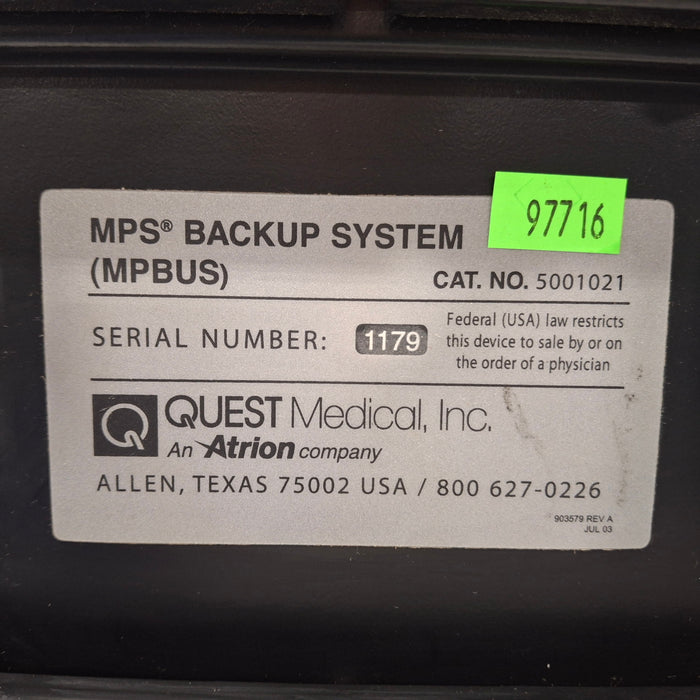 97716
MPS® BACKUP SYSTEM
(MPBUS)
CAT. NO. 5001021
SERIAL NUMBER: 1179
Federal (USA) law restricts
this device to sale by or on
the order of a physician
Q QUEST Medical, Inc.
An Atrion company
ALLEN, TEXAS 75002 USA / 800 627-0226
903579 REV A
JUL 03